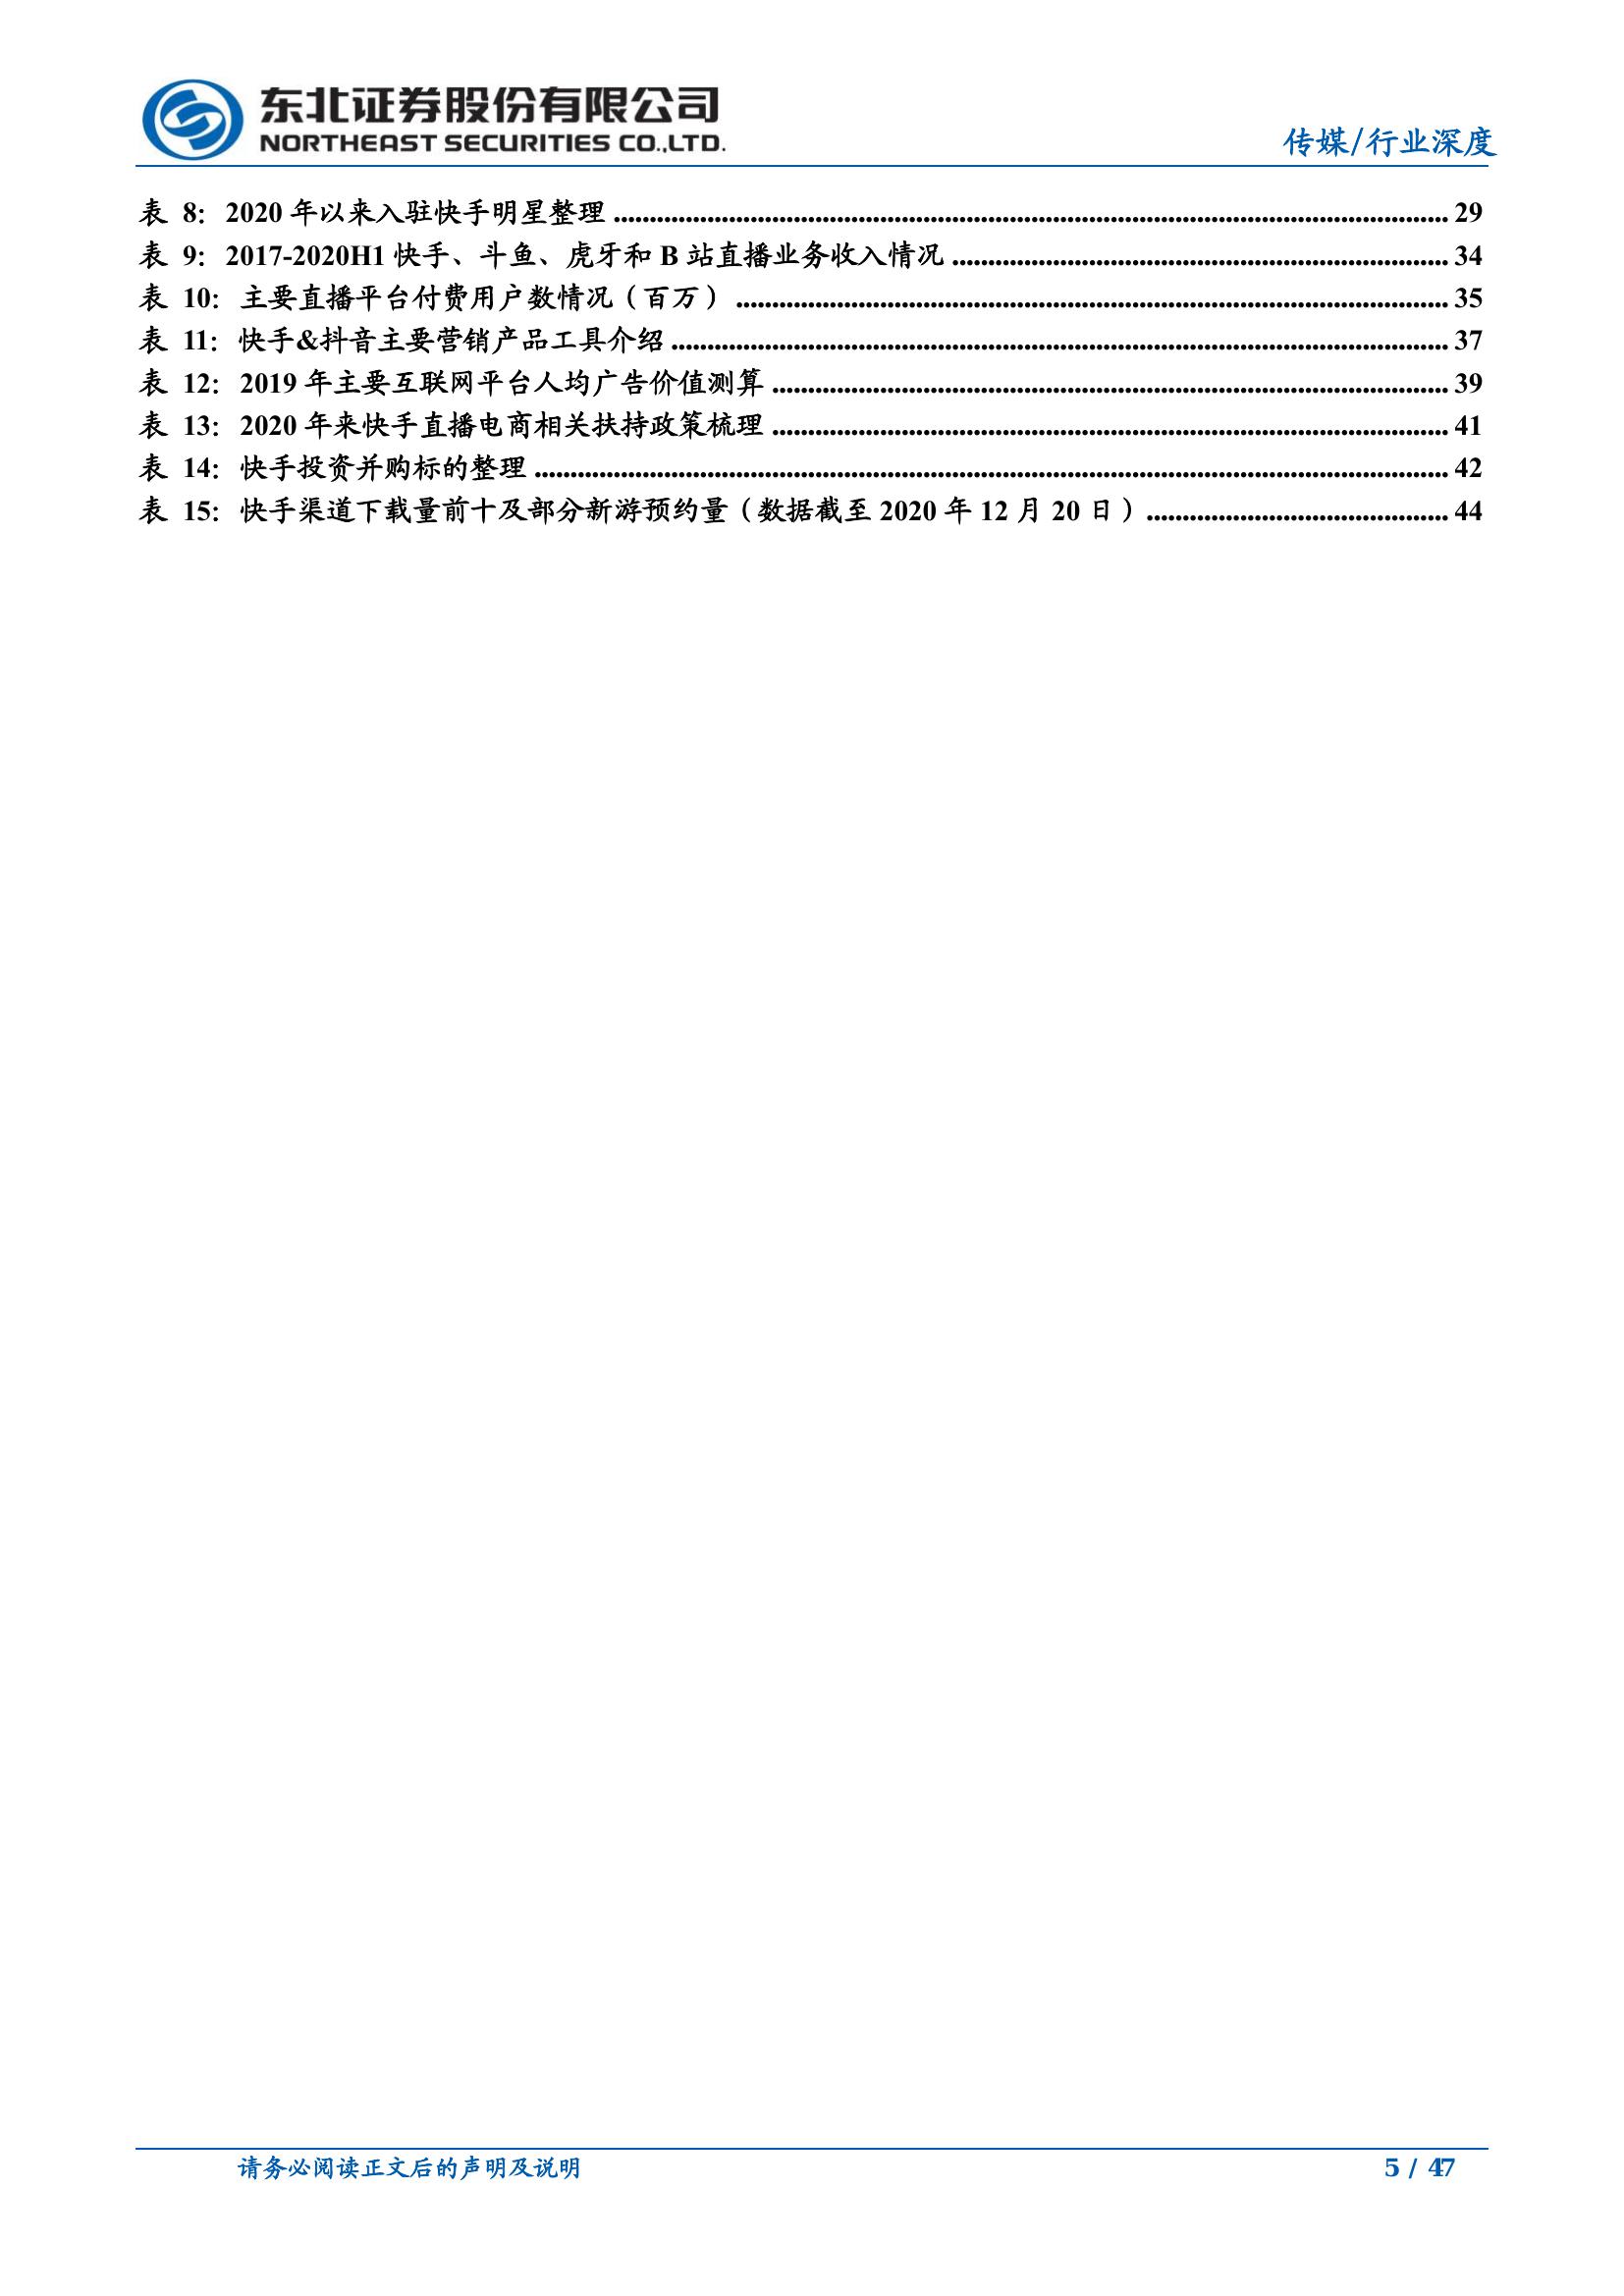 东北证券股份有限公司
NORTHEAST SECURITIES CO.,LTD.
传媒/行业深度
表 8：2020 年以来入驻快手明星整理 29
表 9：2017-2020H1 快手、斗鱼、虎牙和 B 站直播业务收入情况 34
表 10：主要直播平台付费用户数情况（百万） 35
表 11：快手&抖音主要营销产品工具介绍 37
表 12：2019 年主要互联网平台人均广告价值测算 39
表 13：2020 年来快手直播电商相关扶持政策梳理 41
表 14：快手投资并购标的整理 42
表 15：快手渠道下载量前十及部分新游预约量（数据截至 2020 年 12 月 20 日） 44
请务必阅读正文后的声明及说明
5 / 47